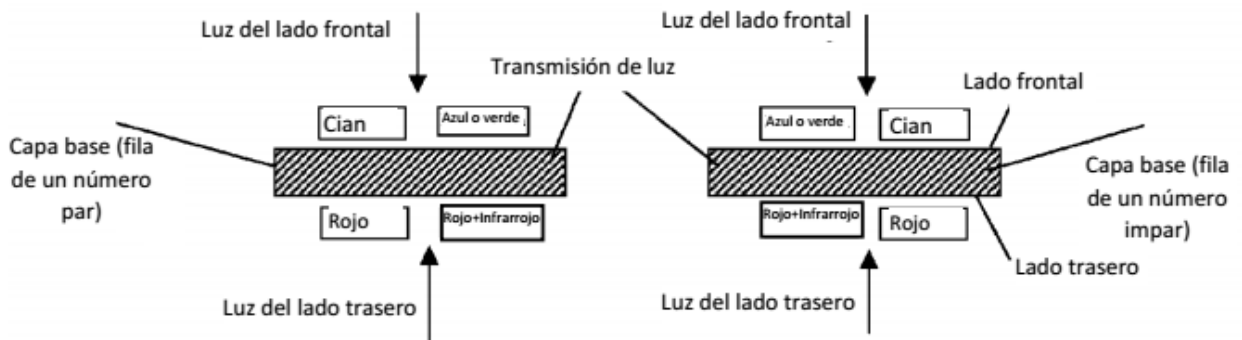 Luz del lado frontal
Luz del lado frontal
Transmisión de luz
Lado frontal
Cian
Azul o verde
Azul o verde
Cian
Capa base (fila
de un número
par)
Capa base (fila
de un número
impar)
Rojo
Rojo+Infrarrojo
Rojo+Infrarrojo
Rojo
Lado trasero
Luz del lado trasero
Luz del lado trasero